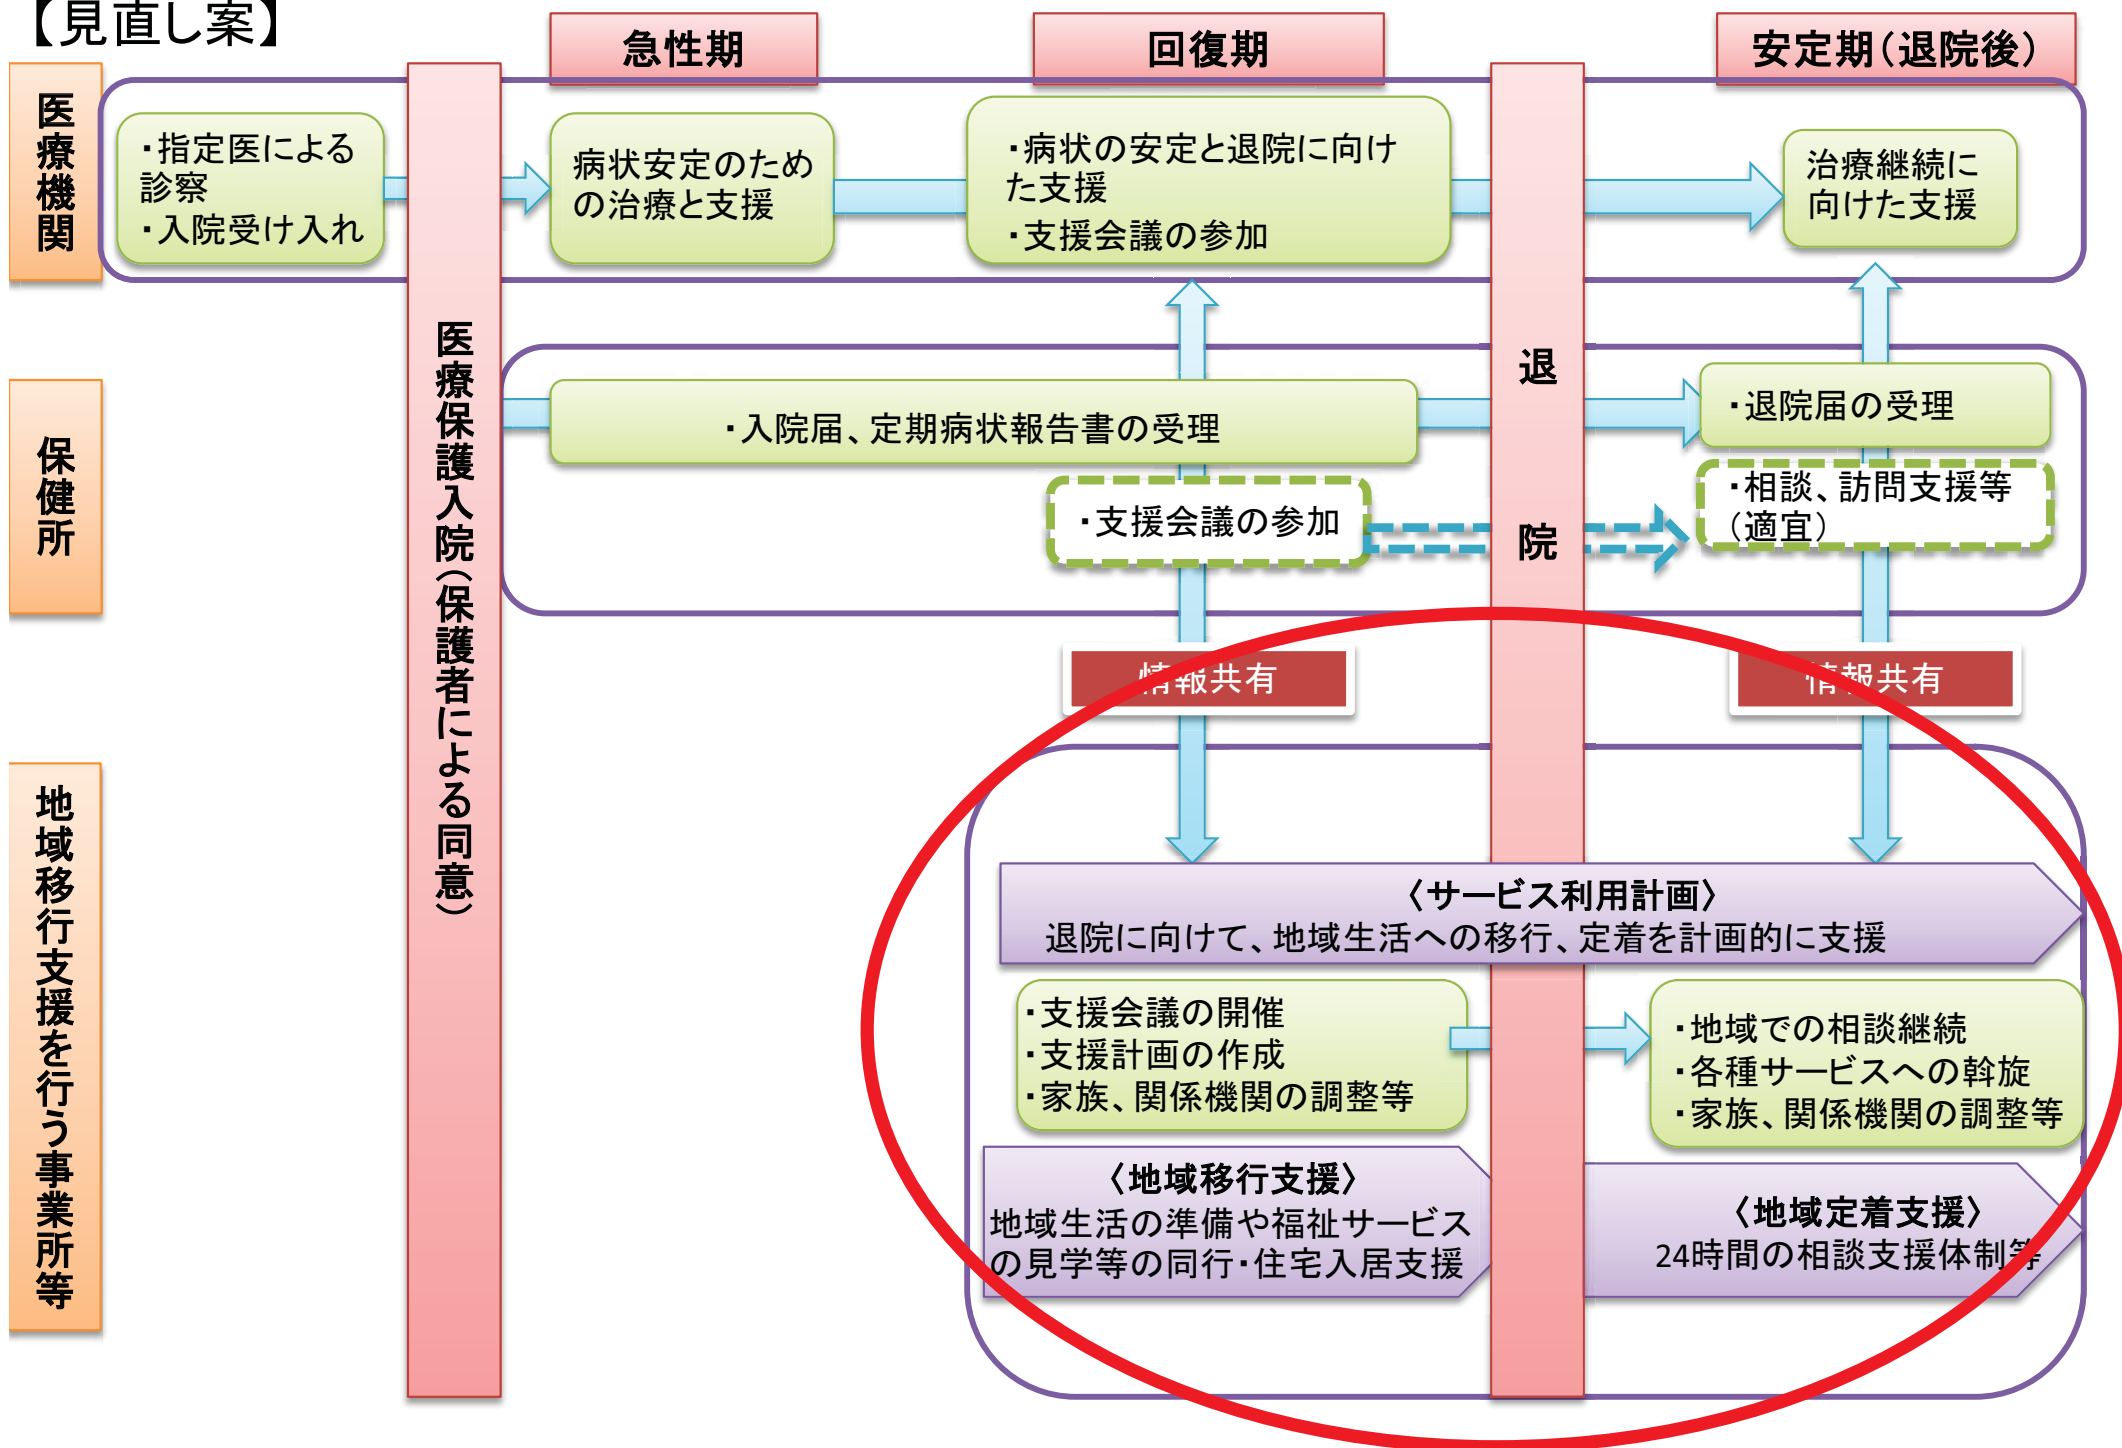 【見直し案】
急性期
回復期
安定期（退院後）
医療機関
・指定医による
診察
・入院受け入れ
病状安定のため
の治療と支援
・病状の安定と退院に向け
た支援
・支援会議の参加
治療継続に
向けた支援
医療保護入院（保護者による同意）
退院
保健所
・入院届、定期病状報告書の受理
・退院届の受理
・支援会議の参加
・相談、訪問支援等
（適宜）
情報共有
情報共有
地域移行支援を行う事業所等
〈サービス利用計画〉
退院に向けて、地域生活への移行、定着を計画的に支援
・支援会議の開催
・支援計画の作成
・家族、関係機関の調整等
・地域での相談継続
・各種サービスへの斡旋
・家族、関係機関の調整等
〈地域移行支援〉
地域生活の準備や福祉サービス
の見学等の同行・住宅入居支援
〈地域定着支援〉
24時間の相談支援体制等